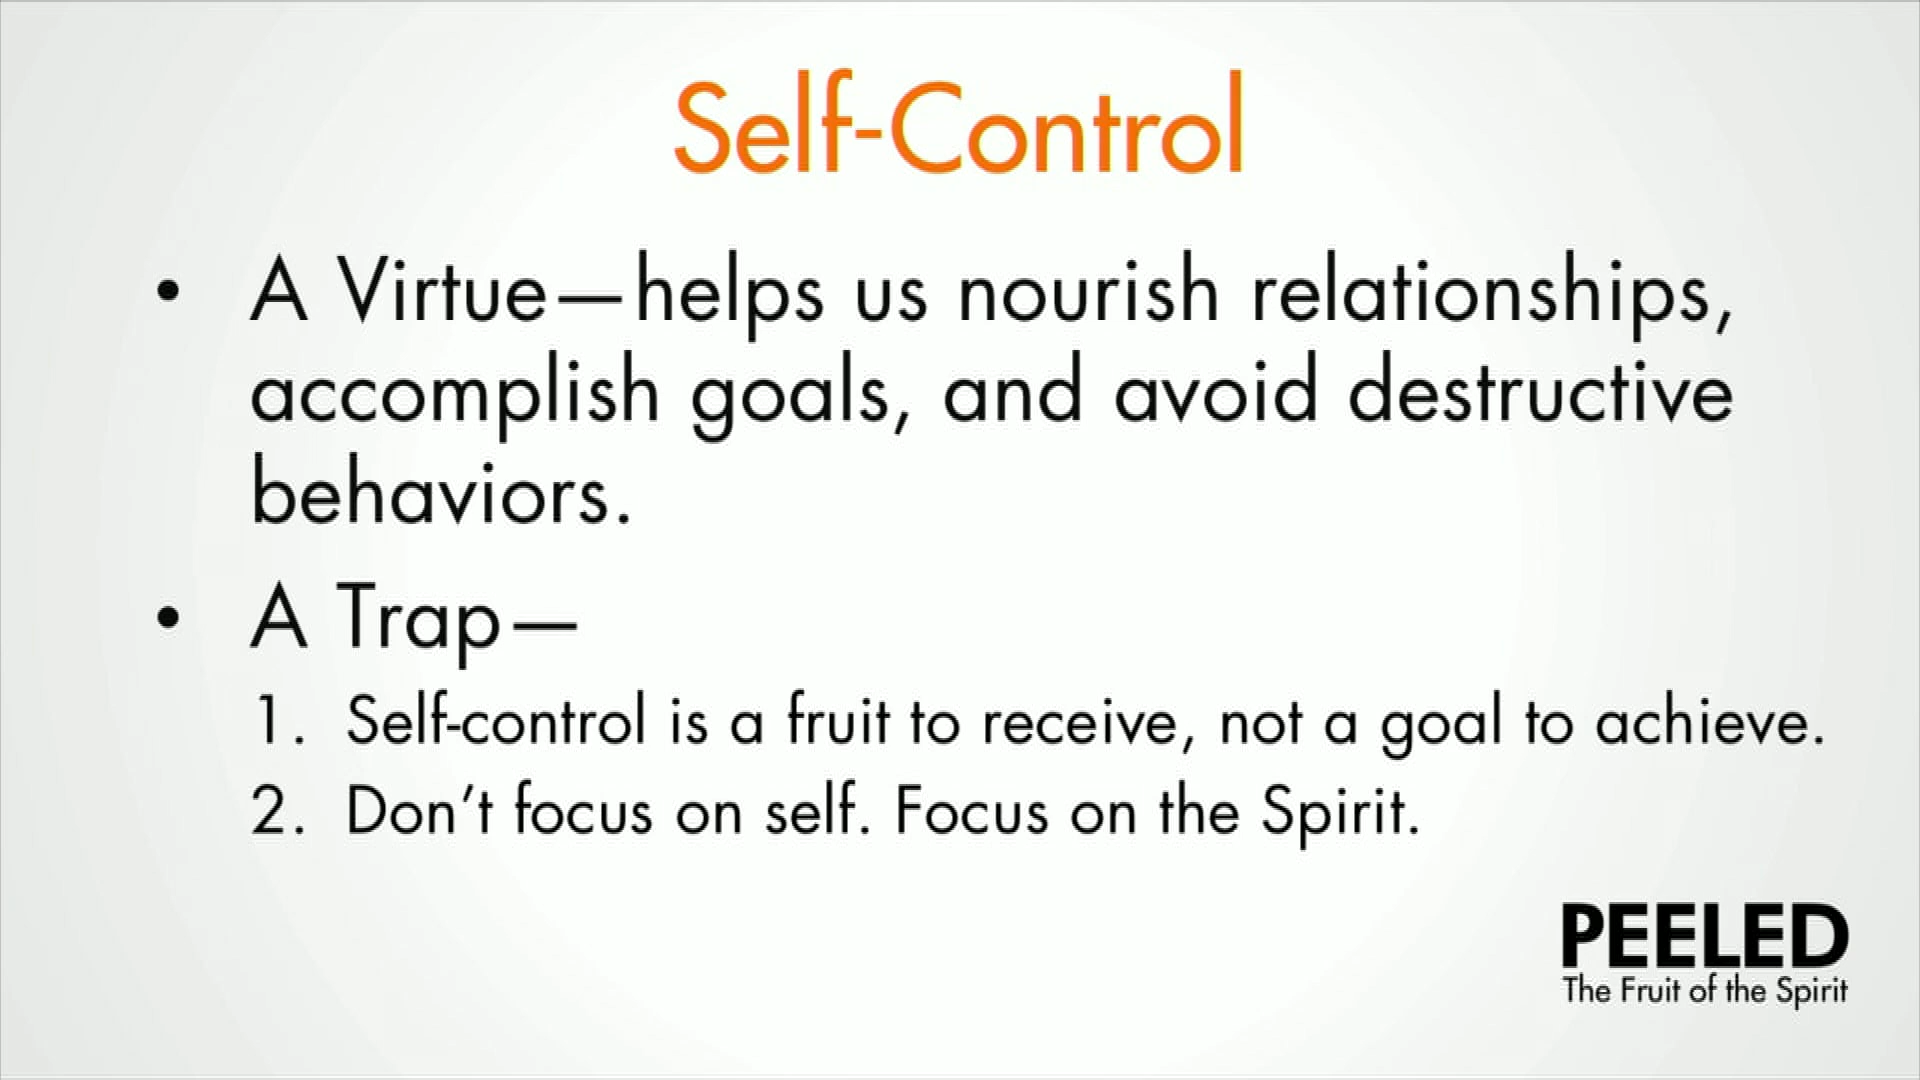 Self-Control
• A Virtue—helps us nourish relationships,
accomplish goals, and avoid destructive
behaviors.
• A Trap—
1. Self-control is a fruit to receive, not a goal to achieve.
2. Don’t focus on self. Focus on the Spirit.
PEELED
The Fruit of the Spirit